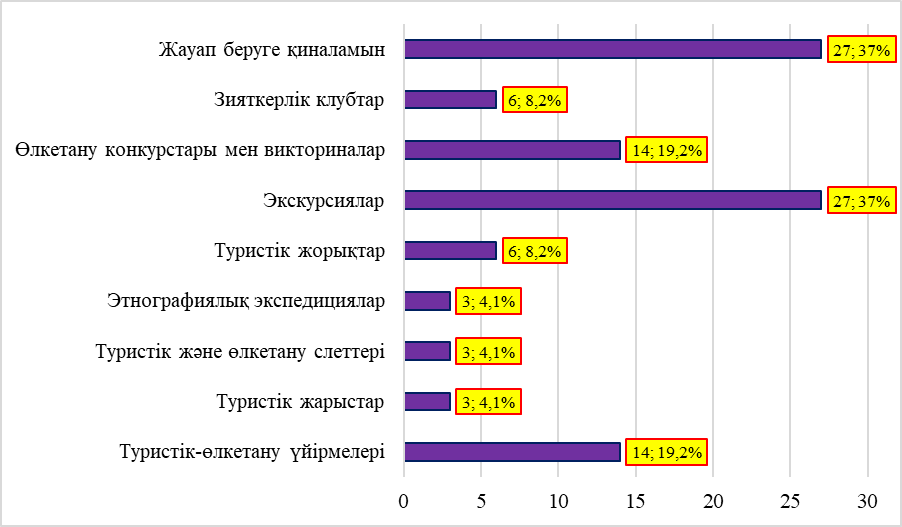 Жауап беруге қиналамын 27; 37%
Зияткерлік клубтар 6; 8,2%
Өлкетану конкурстары мен викториналар 14; 19,2%
Экскурсиялар 27; 37%
Туристік жорықтар 6; 8,2%
Этнографиялық экспедициялар 3; 4,1%
Туристік және өлкетану слеттері 3; 4,1%
Туристік жарыстар 3; 4,1%
Туристік-өлкетану үйірмелері 14; 19,2%
0 5 10 15 20 25 30